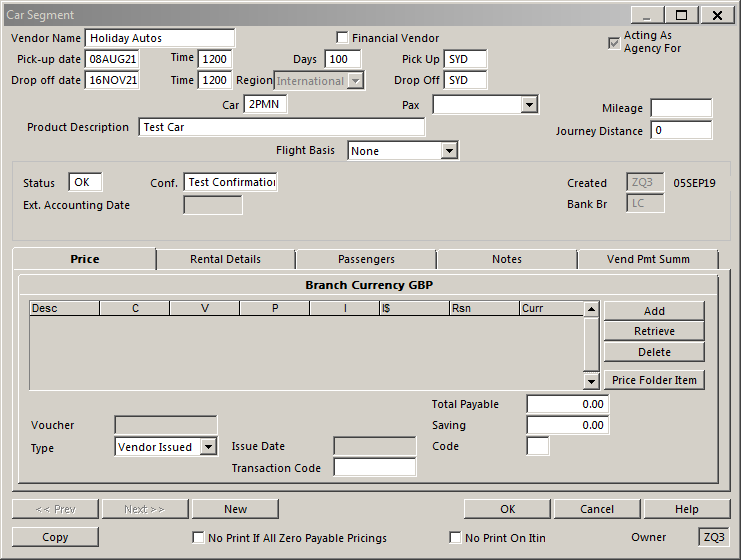 Car Segment
Vendor Name Holiday Autos Financial Vendor Acting As Agency For
Pick-up date 08AUG21 Time 1200 Days 100 Pick Up SYD
Drop off date 16NOV21 Time 1200 Region International Drop Off SYD
Car 2PMN Pax Mileage
Product Description Test Car Journey Distance 0
Flight Basis None
Status OK Conf. Test Confirmation Created ZQ3 05SEP19
Ext. Accounting Date Bank Br LC
Price Rental Details Passengers Notes Vend Pmt Summ
Branch Currency GBP
Desc C V P I I$ Rsn Curr
Add
Retrieve
Delete
Price Folder Item
Total Payable 0.00
Voucher Saving 0.00
Type Vendor Issued Issue Date Code
Transaction Code
<< Prev Next >> New OK Cancel Help
Copy No Print If All Zero Payable Pricings No Print On Itin Owner ZQ3